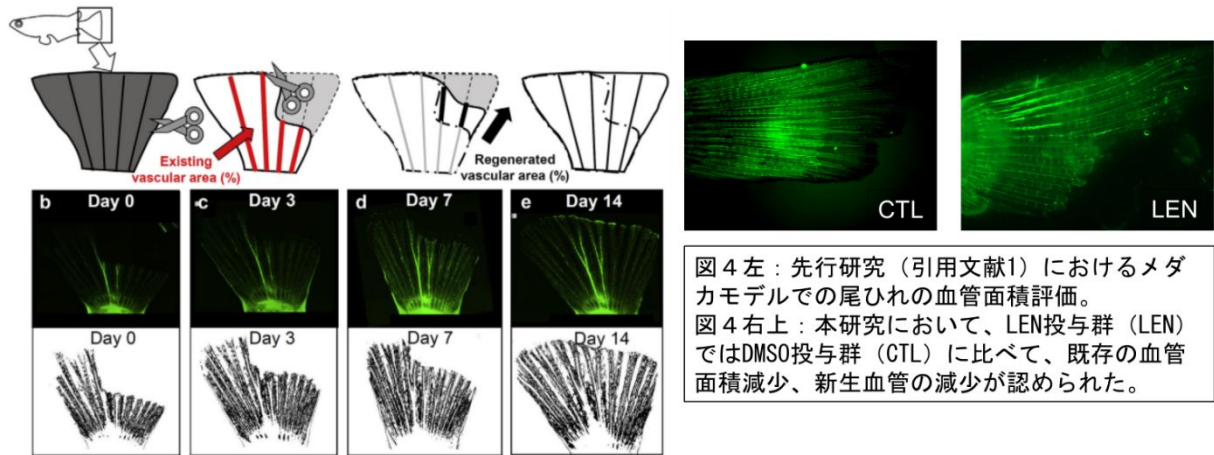 Existing
vascular area (%)
Regenerated
vascular area (%)
b Day 0
c Day 3
d Day 7
e Day 14
Day 0
Day 3
Day 7
Day 14
CTL
LEN
図４左：先行研究（引用文献1）におけるメダ
カモデルでの尾ひれの血管面積評価。
図４右上：本研究において、LEN投与群（LEN）
ではDMSO投与群（CTL）に比べて、既存の血管
面積減少、新生血管の減少が認められた。